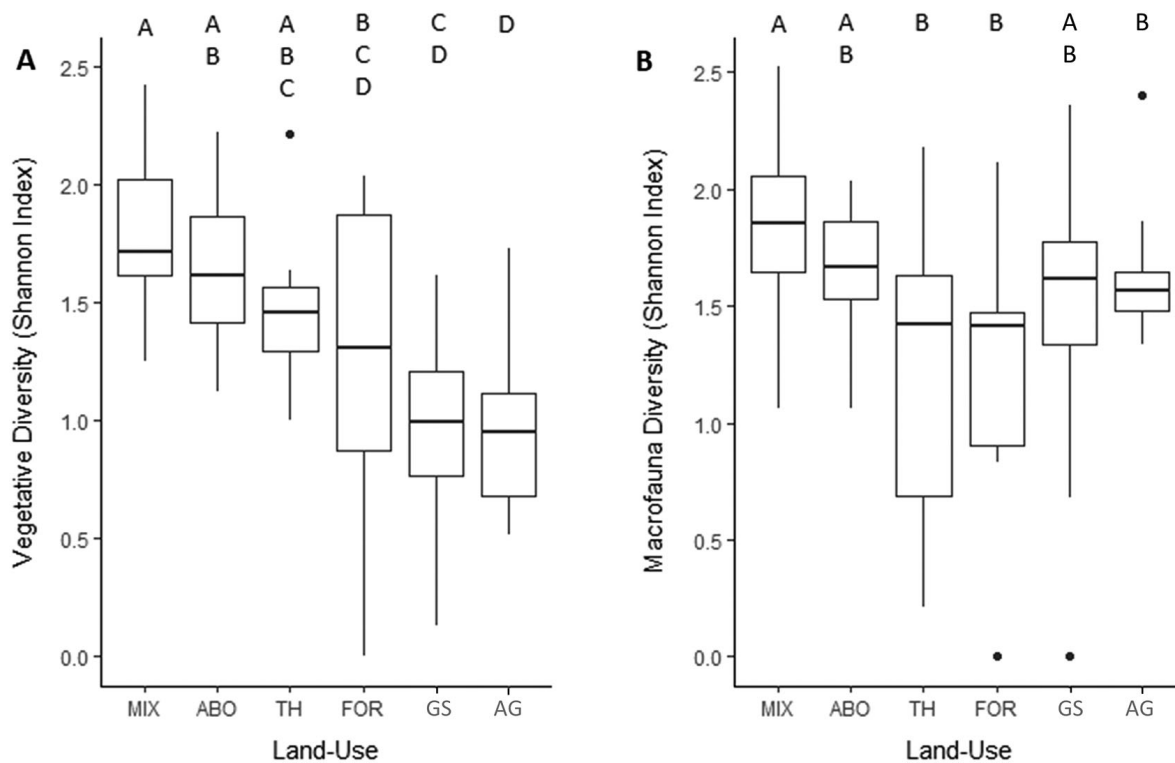 A
A A A B C D
B B C D
C D
2.5
2.0
1.5
1.0
0.5
0.0
Vegetative Diversity (Shannon Index)
MIX ABO TH FOR GS AG
Land-Use
B
A A B B A B
B B
2.5
2.0
1.5
1.0
0.5
0.0
Macrofauna Diversity (Shannon Index)
MIX ABO TH FOR GS AG
Land-Use